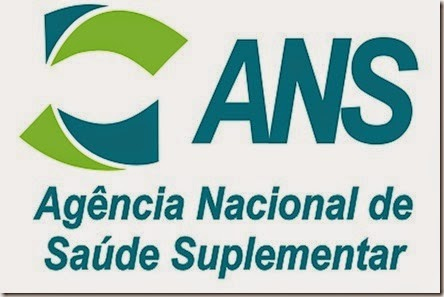 ANS
Agência Nacional de
Saúde Suplementar